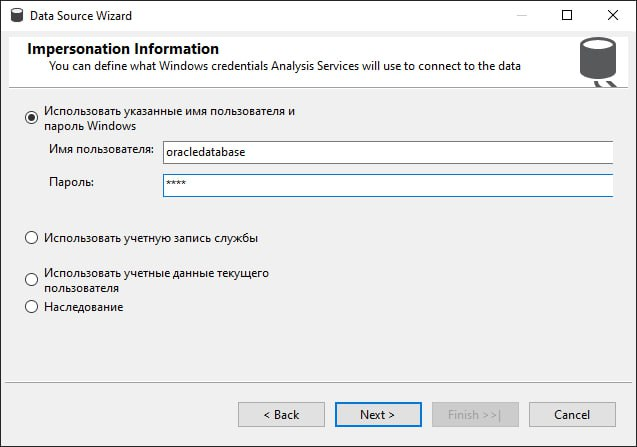 Data Source Wizard
Impersonation Information
You can define what Windows credentials Analysis Services will use to connect to the data
Использовать указанные имя пользователя и
пароль Windows
Имя пользователя: oracledatabase
Пароль: ****
Использовать учетную запись службы
Использовать учетные данные текущего
пользователя
Наследование
< Back Next > Finish >>| Cancel